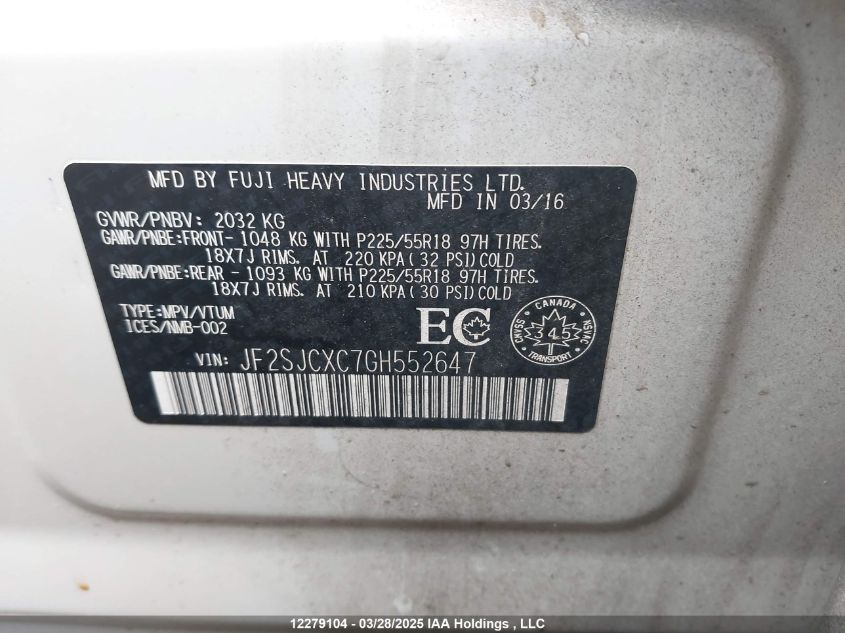 MFD BY FUJI HEAVY INDUSTRIES LTD.
MFD IN 03/16
GVWR/PNBV: 2032 KG
GAWR/PNBE:FRONT- 1048 KG WITH P225/55R18 97H TIRES.
18X7J RIMS. AT 220 KPA(32 PSI)COLD
GAWR/PNBE:REAR - 1093 KG WITH P225/55R18 97H TIRES.
18X7J RIMS. AT 210 KPA(30 PSI)COLD
TYPE:MPV/VTUM
ICES/NMB-002
EC
CANADA
CMVSS 345 NSVAC
TRANSPORT
VIN: JF2SJCXC7GH552647
12279104 - 03/28/2025 IAA Holdings , LLC